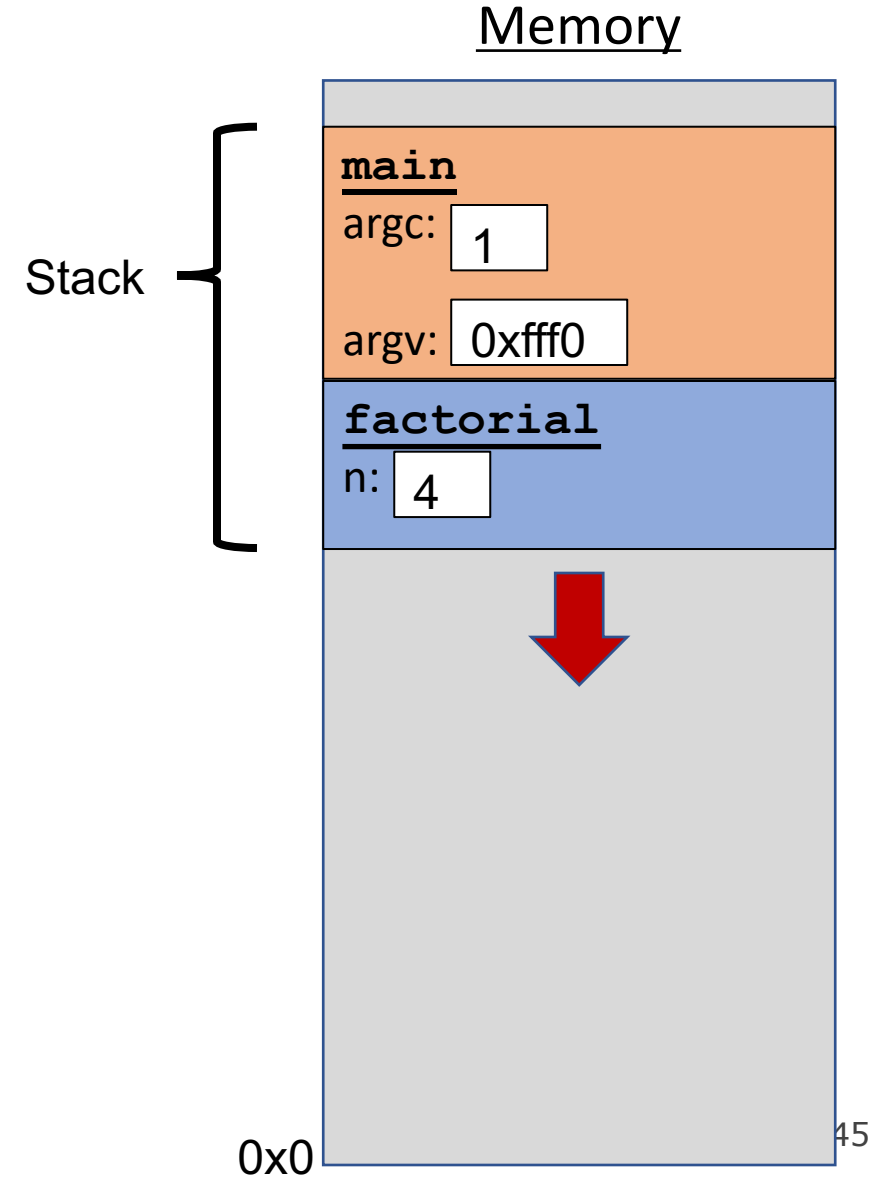 Memory
main
argc: 1
Stack
argv: 0xfff0
factorial
n: 4
45
0x0